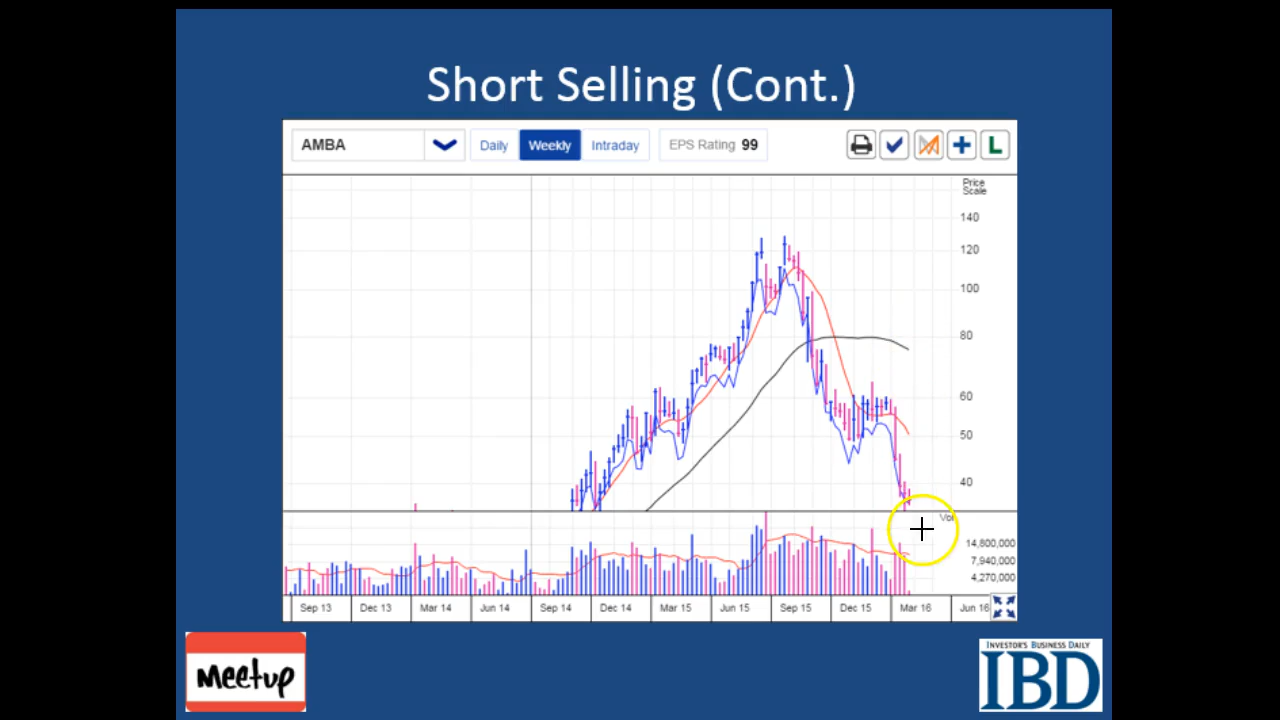 Short Selling (Cont.)
AMBA Daily Weekly Intraday EPS Rating 99 L
Price
Scale
140
120
100
80
60
50
40
Vol
14,800,000
7,940,000
4,270,000
Sep 13 Dec 13 Mar 14 Jun 14 Sep 14 Dec 14 Mar 15 Jun 15 Sep 15 Dec 15 Mar 16 Jun 16
Meetup
INVESTOR'S BUSINESS DAILY
IBD